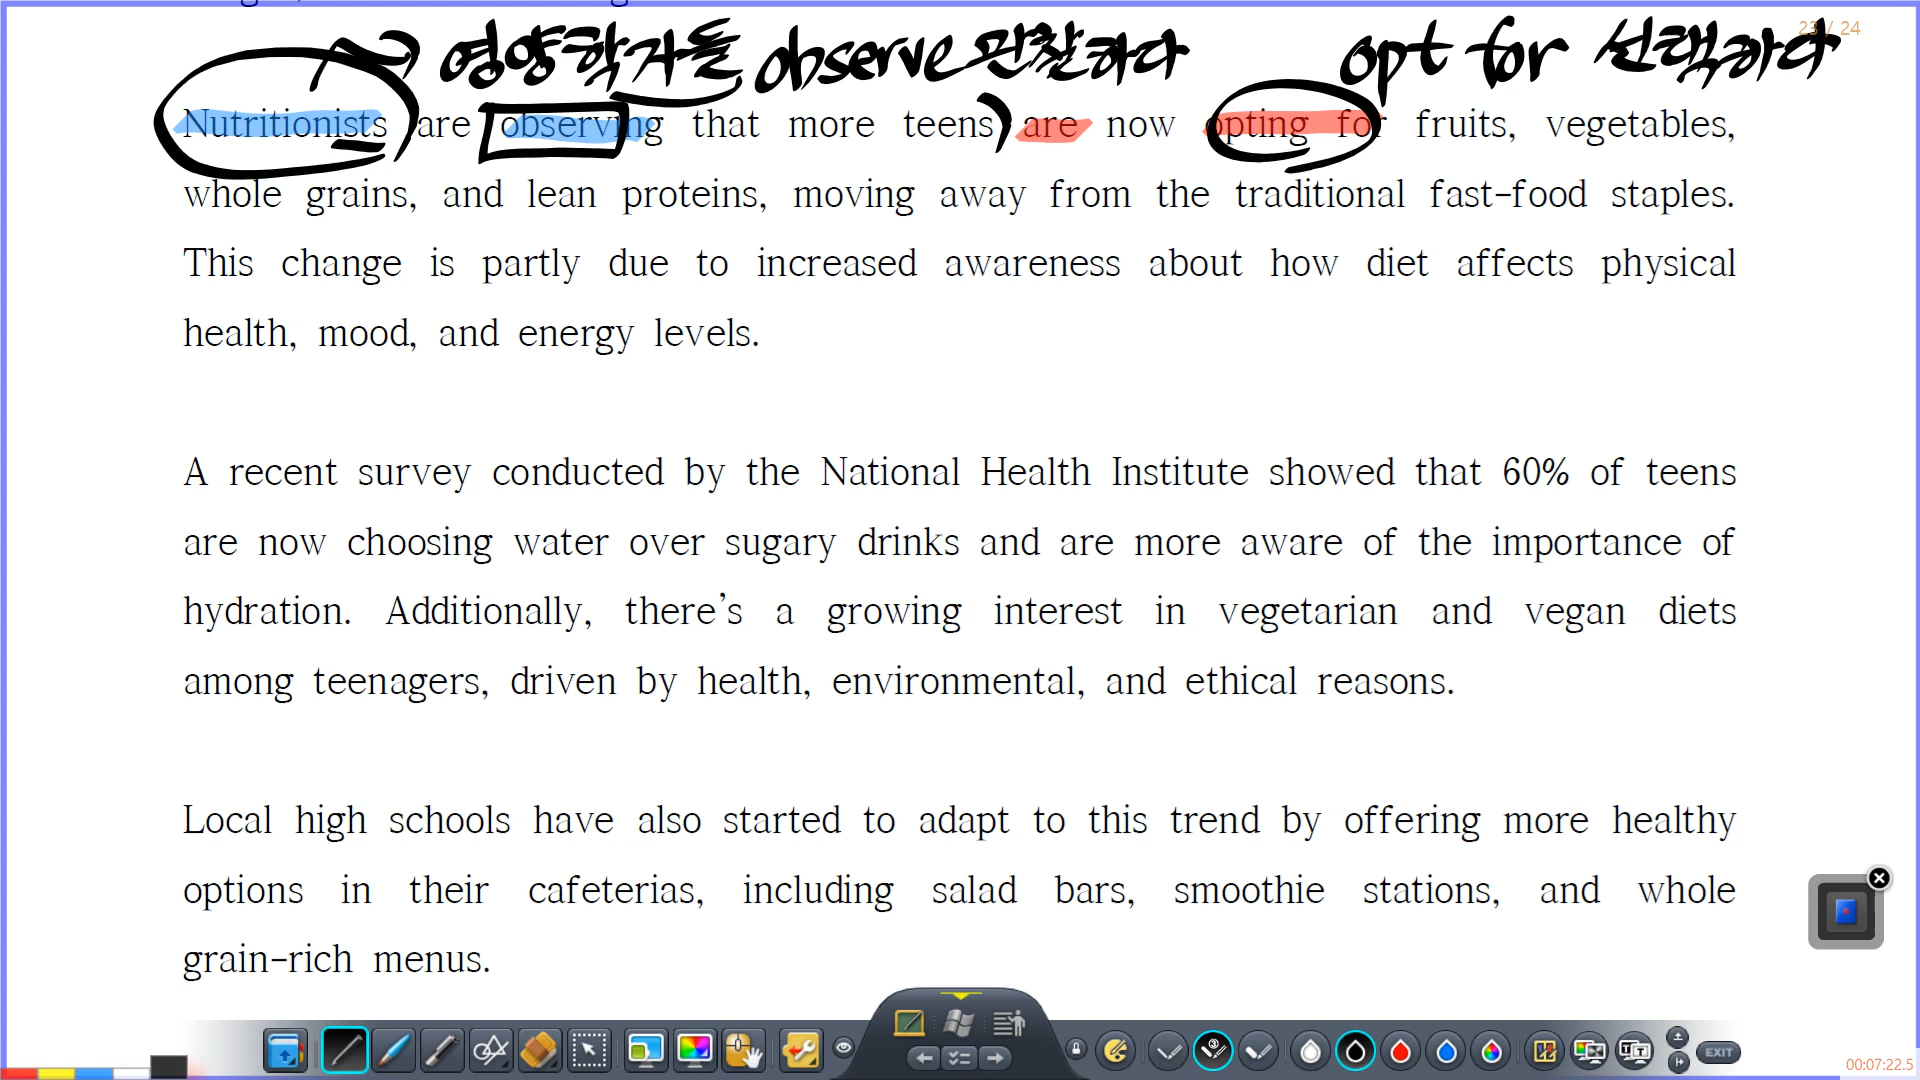 23 / 24
영양학자들 observe 관찰하다 opt for 선택하다
Nutritionists are observing that more teens are now opting for fruits, vegetables,
whole grains, and lean proteins, moving away from the traditional fast-food staples.
This change is partly due to increased awareness about how diet affects physical
health, mood, and energy levels.
A recent survey conducted by the National Health Institute showed that 60% of teens
are now choosing water over sugary drinks and are more aware of the importance of
hydration. Additionally, there's a growing interest in vegetarian and vegan diets
among teenagers, driven by health, environmental, and ethical reasons.
Local high schools have also started to adapt to this trend by offering more healthy
options in their cafeterias, including salad bars, smoothie stations, and whole
grain-rich menus.
EXIT
00:07:22.5